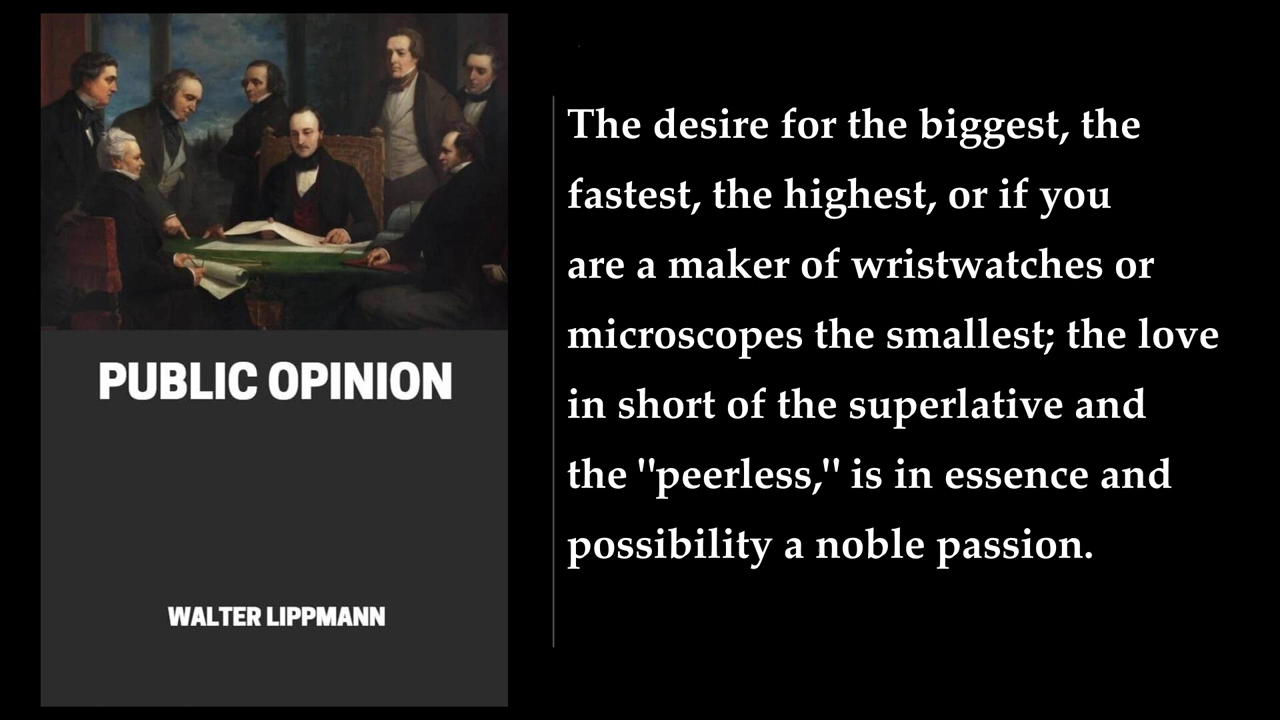 PUBLIC OPINION
WALTER LIPPMANN
The desire for the biggest, the
fastest, the highest, or if you
are a maker of wristwatches or
microscopes the smallest; the love
in short of the superlative and
the "peerless," is in essence and
possibility a noble passion.